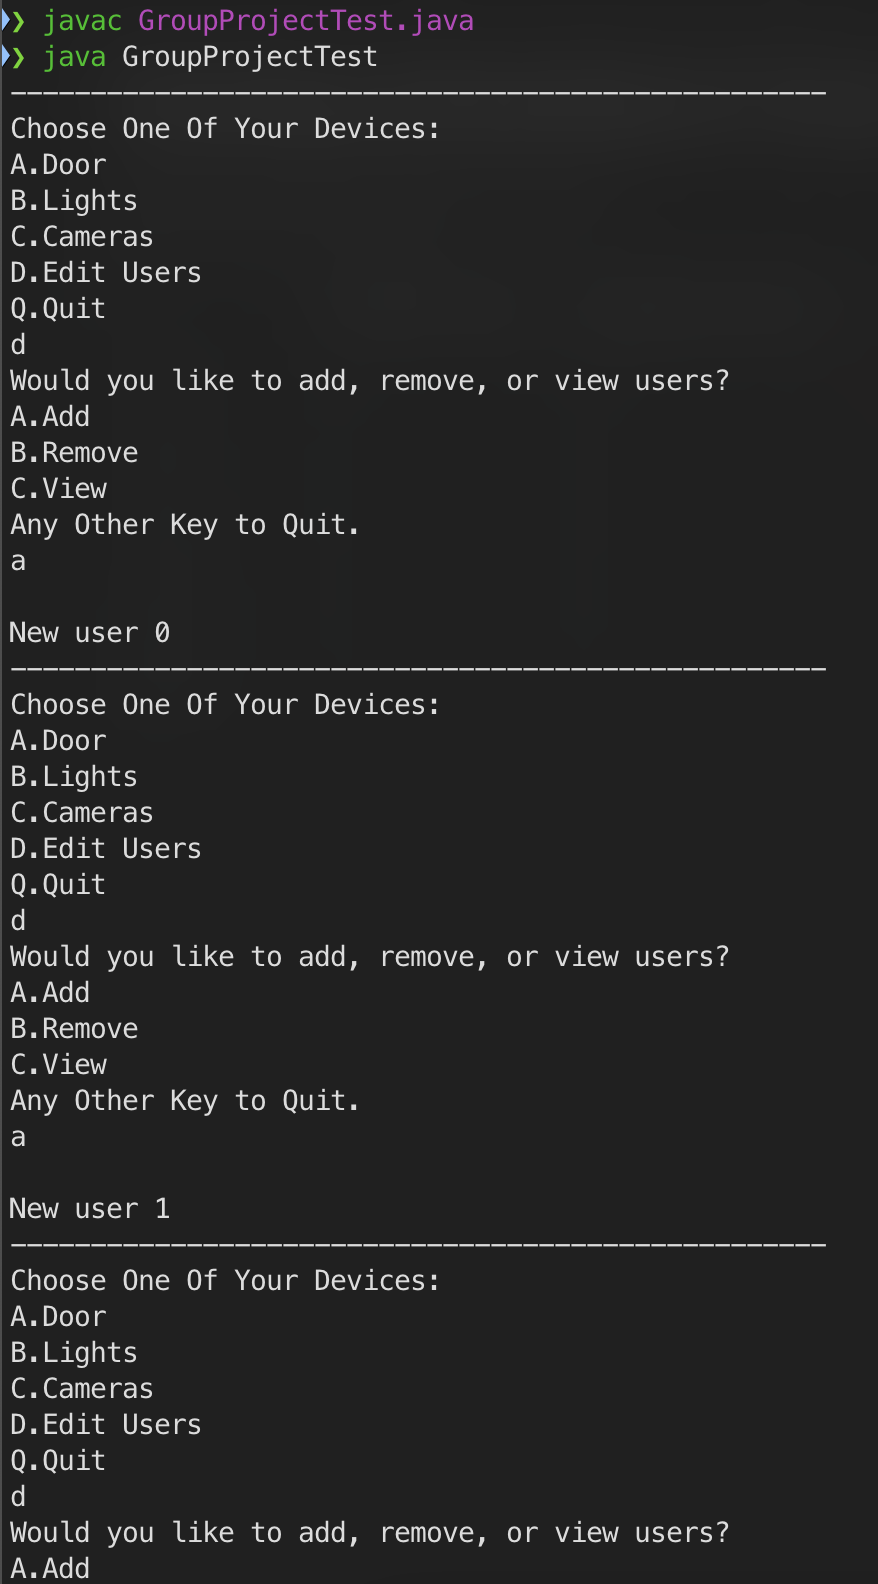 ❯ javac GroupProjectTest.java
❯ java GroupProjectTest
---------------------------------------------------
Choose One Of Your Devices:
A.Door
B.Lights
C.Cameras
D.Edit Users
Q.Quit
d
Would you like to add, remove, or view users?
A.Add
B.Remove
C.View
Any Other Key to Quit.
a

New user 0
---------------------------------------------------
Choose One Of Your Devices:
A.Door
B.Lights
C.Cameras
D.Edit Users
Q.Quit
d
Would you like to add, remove, or view users?
A.Add
B.Remove
C.View
Any Other Key to Quit.
a

New user 1
---------------------------------------------------
Choose One Of Your Devices:
A.Door
B.Lights
C.Cameras
D.Edit Users
Q.Quit
d
Would you like to add, remove, or view users?
A.Add